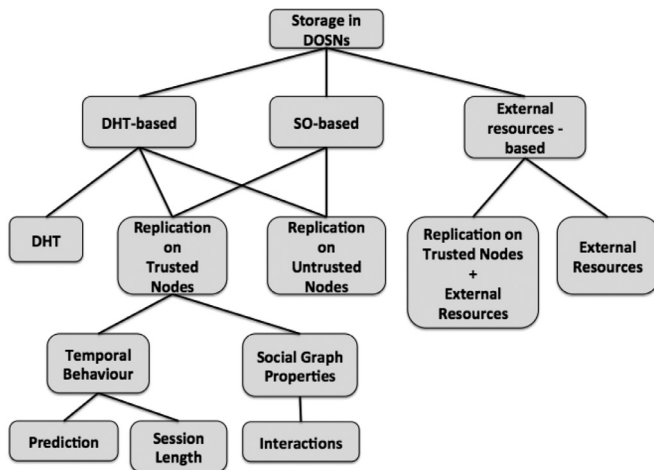 Storage in
DOSNs
DHT-based
SO-based
External
resources -
based
DHT
Replication
on
Trusted
Nodes
Replication
on
Untrusted
Nodes
Replication on
Trusted Nodes
+
External
Resources
External
Resources
Temporal
Behaviour
Social Graph
Properties
Prediction
Session
Length
Interactions